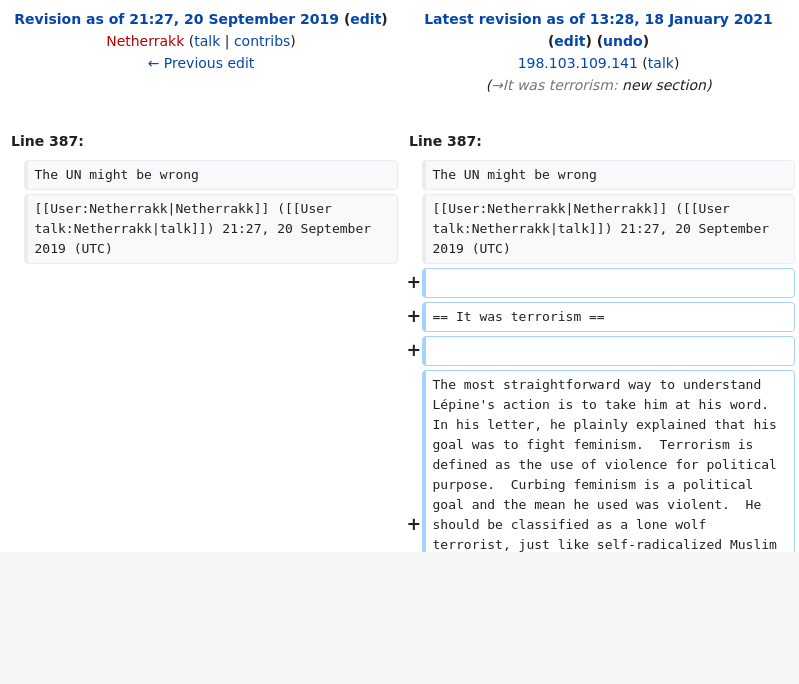 Revision as of 21:27, 20 September 2019 (edit)
Netherrakk (talk | contribs)
← Previous edit
Latest revision as of 13:28, 18 January 2021
(edit) (undo)
198.103.109.141 (talk)
(→It was terrorism: new section)
Line 387:
Line 387:
The UN might be wrong
The UN might be wrong
[[User:Netherrakk|Netherrakk]] ([[User
talk:Netherrakk|talk]]) 21:27, 20 September
2019 (UTC)
[[User:Netherrakk|Netherrakk]] ([[User
talk:Netherrakk|talk]]) 21:27, 20 September
2019 (UTC)
+
+ == It was terrorism ==
+
The most straightforward way to understand
Lépine's action is to take him at his word.
In his letter, he plainly explained that his
goal was to fight feminism.  Terrorism is
defined as the use of violence for political
purpose.  Curbing feminism is a political
goal and the mean he used was violent.  He
+ should be classified as a lone wolf
terrorist, just like self-radicalized Muslim